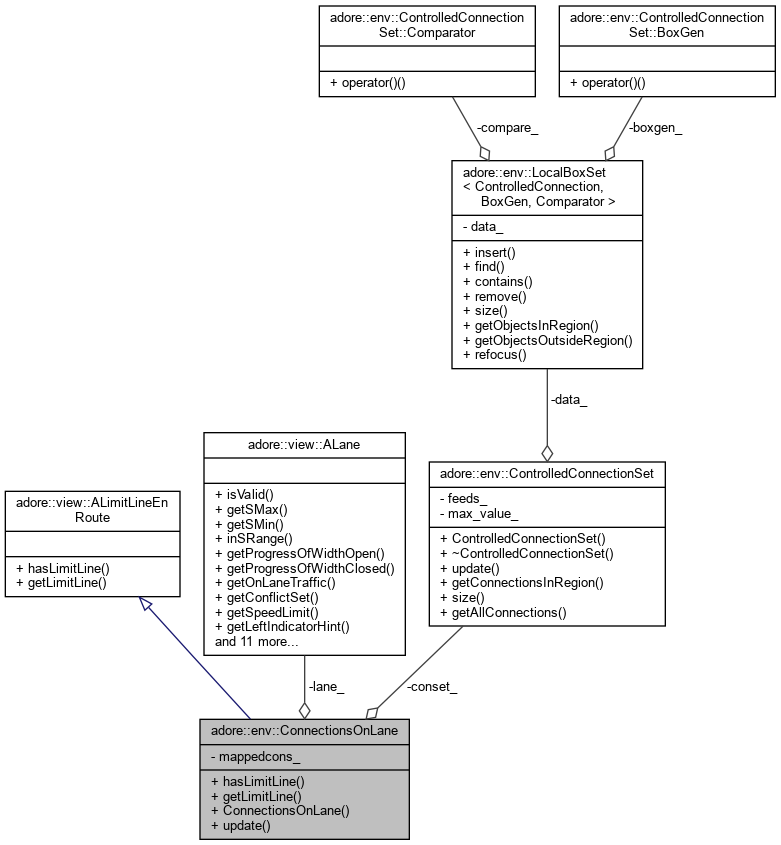 adore::env::ControlledConnection
Set::Comparator
+ operator()()
adore::env::ControlledConnection
Set::BoxGen
+ operator()()
-compare_
-boxgen_
adore::env::LocalBoxSet
< ControlledConnection,
BoxGen, Comparator >
- data_
+ insert()
+ find()
+ contains()
+ remove()
+ size()
+ getObjectsInRegion()
+ getObjectsOutsideRegion()
+ refocus()
-data_
adore::view::ALimitLineEn
Route
+ hasLimitLine()
+ getLimitLine()
adore::view::ALane
+ isValid()
+ getSMax()
+ getSMin()
+ inSRange()
+ getProgressOfWidthOpen()
+ getProgressOfWidthClosed()
+ getOnLaneTraffic()
+ getConflictSet()
+ getSpeedLimit()
+ getLeftIndicatorHint()
and 11 more...
adore::env::ControlledConnectionSet
- feeds_
- max_value_
+ ControlledConnectionSet()
+ ~ControlledConnectionSet()
+ update()
+ getConnectionsInRegion()
+ size()
+ getAllConnections()
-lane_
-conset_
adore::env::ConnectionsOnLane
- mappedcons_
+ hasLimitLine()
+ getLimitLine()
+ ConnectionsOnLane()
+ update()